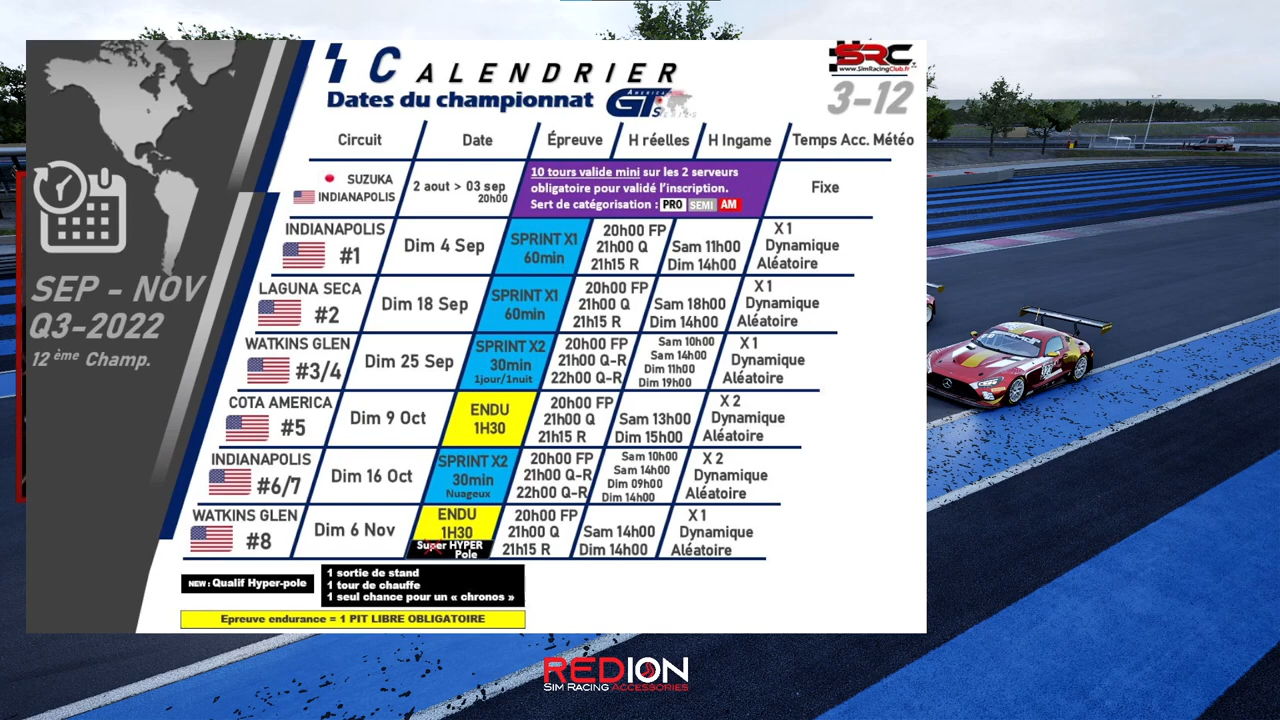 CALENDRIER
Dates du championnat
AMERICA
GT SERIES
SRC
www.SimRacingClub.fr
3-12
Circuit Date Épreuve H réelles H Ingame Temps Acc. Météo
SUZUKA
INDIANAPOLIS
2 aout > 03 sep
20h00
10 tours valide mini sur les 2 serveurs
obligatoire pour validé l'inscription.
Sert de catégorisation : PRO SEMI AM
Fixe
INDIANAPOLIS
#1
Dim 4 Sep
SPRINT X1
60min
20h00 FP
21h00 Q
21h15 R
Sam 11h00
Dim 14h00
X 1
Dynamique
Aléatoire
LAGUNA SECA
#2
Dim 18 Sep
SPRINT X1
60min
20h00 FP
21h00 Q
21h15 R
Sam 18h00
Dim 14h00
X 1
Dynamique
Aléatoire
WATKINS GLEN
#3/4
Dim 25 Sep
SPRINT X2
30min
1jour/1nuit
20h00 FP
21h00 Q-R
22h00 Q-R
Sam 10h00
Sam 14h00
Dim 11h00
Dim 19h00
X 1
Dynamique
Aléatoire
COTA AMERICA
#5
Dim 9 Oct
ENDU
1H30
20h00 FP
21h00 Q
21h15 R
Sam 13h00
Dim 15h00
X 2
Dynamique
Aléatoire
INDIANAPOLIS
#6/7
Dim 16 Oct
SPRINT X2
30min
Nuageux
20h00 FP
21h00 Q-R
22h00 Q-R
Sam 10h00
Sam 14h00
Dim 09h00
Dim 14h00
X 2
Dynamique
Aléatoire
WATKINS GLEN
#8
Dim 6 Nov
ENDU
1H30
Super HYPER
Pole
20h00 FP
21h00 Q
21h15 R
Sam 14h00
Dim 14h00
X 1
Dynamique
Aléatoire
SEP - NOV
Q3-2022
12 ème Champ.
NEW : Qualif Hyper-pole
1 sortie de stand
1 tour de chauffe
1 seul chance pour un « chronos »
Epreuve endurance = 1 PIT LIBRE OBLIGATOIRE
REDION
SIM RACING ACCESSORIES